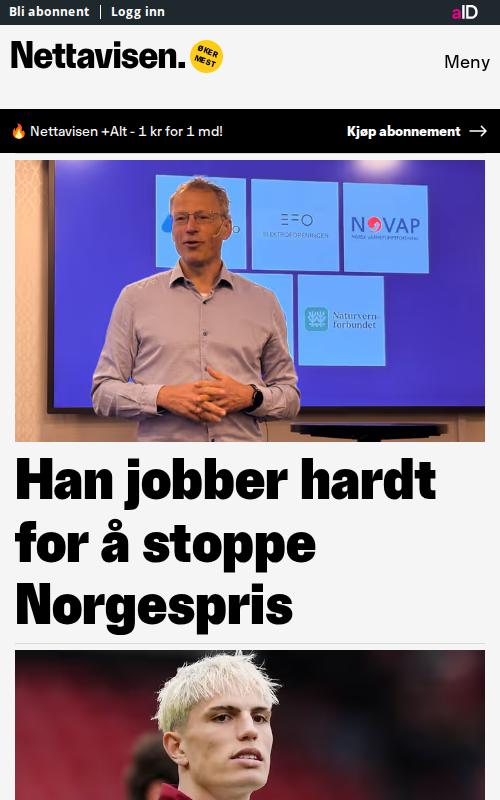 Bli abonnent
Logg inn
aID
Nettavisen.
ØKER
MEST
Meny
🔥 Nettavisen +Alt - 1 kr for 1 md!
Kjøp abonnement →
EFO
ELEKTROFORENINGEN
NOVAP
NORSK VARMEPUMPEFORENING
Naturvern-
forbundet
Han jobber hardt
for å stoppe
Norgespris